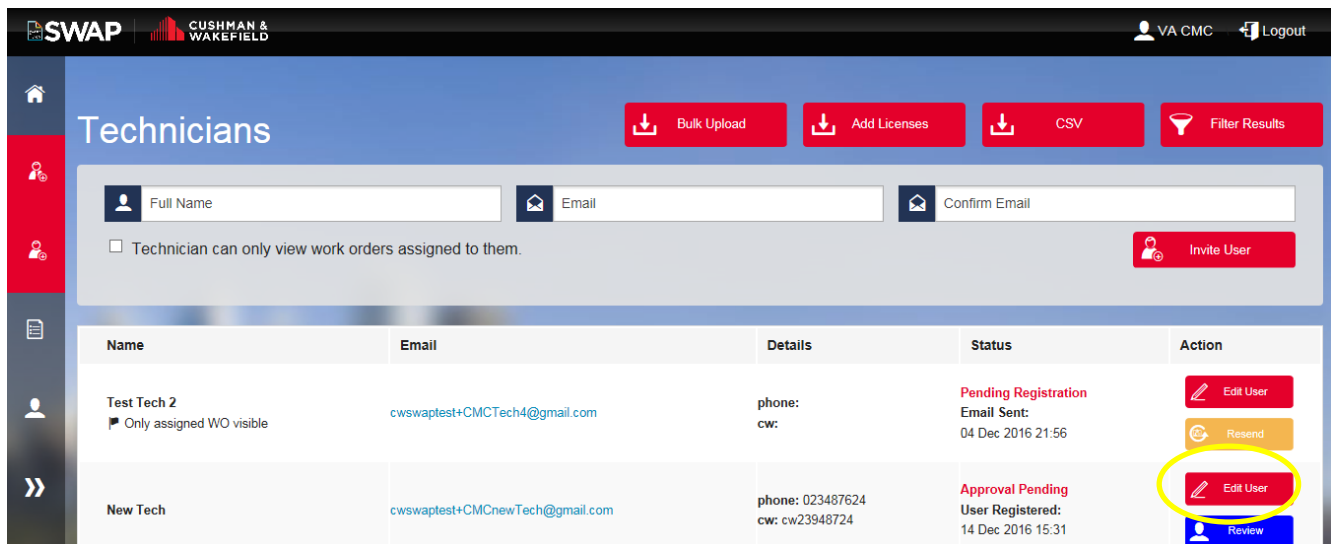 SWAP
CUSHMAN &
WAKEFIELD
VA CMC
Logout
Technicians
Bulk Upload
Add Licenses
CSV
Filter Results
Full Name
Email
Confirm Email
Technician can only view work orders assigned to them.
Invite User
Name Email Details Status Action
Test Tech 2
Only assigned WO visible
cwswaptest+CMCTech4@gmail.com
phone:
cw:
Pending Registration
Email Sent:
04 Dec 2016 21:56
Edit User
Resend
New Tech
cwswaptest+CMCnewTech@gmail.com
phone: 023487624
cw: cw23948724
Approval Pending
User Registered:
14 Dec 2016 15:31
Edit User
Review